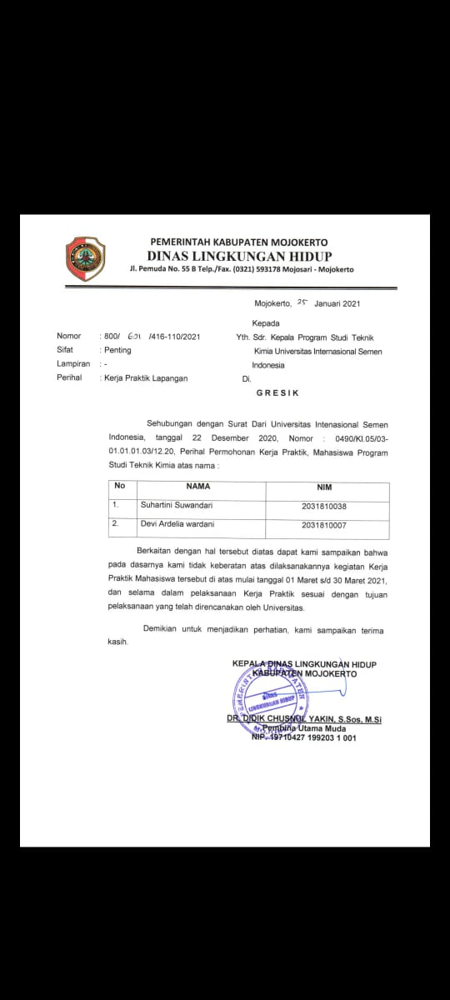 PEMERINTAH KABUPATEN MOJOKERTO
DINAS LINGKUNGAN HIDUP
Jl. Pemuda No. 55 B Telp./Fax. (0321) 593178 Mojosari - Mojokerto
Mojokerto, 25 Januari 2021
Kepada
Nomor : 800/ 601 /416-110/2021
Yth. Sdr. Kepala Program Studi Teknik
Sifat : Penting
Kimia Universitas Internasional Semen
Lampiran : -
Indonesia
Perihal : Kerja Praktik Lapangan
Di.
GRESIK
Sehubungan dengan Surat Dari Universitas Intenasional Semen
Indonesia, tanggal 22 Desember 2020, Nomor : 0490/KI.05/03-
01.01.01.03/12.20, Perihal Permohonan Kerja Praktik, Mahasiswa Program
Studi Teknik Kimia atas nama :
No NAMA NIM
1. Suhartini Suwandari 2031810038
2. Devi Ardelia wardani 2031810007
Berkaitan dengan hal tersebut diatas dapat kami sampaikan bahwa
pada dasarnya kami tidak keberatan atas dilaksanakannya kegiatan Kerja
Praktik Mahasiswa tersebut di atas mulai tanggal 01 Maret s/d 30 Maret 2021,
dan selama dalam pelaksanaan Kerja Praktik sesuai dengan tujuan
pelaksanaan yang telah direncanakan oleh Universitas.
Demikian untuk menjadikan perhatian, kami sampaikan terima
kasih.
KEPALA DINAS LINGKUNGAN HIDUP
KABUPATEN MOJOKERTO
PEMERINTAH KABUPATEN
DINAS
LINGKUNGAN HIDUP
DR. DIDIK CHUSNUL YAKIN, S.Sos, M.Si
Pembina Utama Muda
NIP. 19710427 199203 1 001